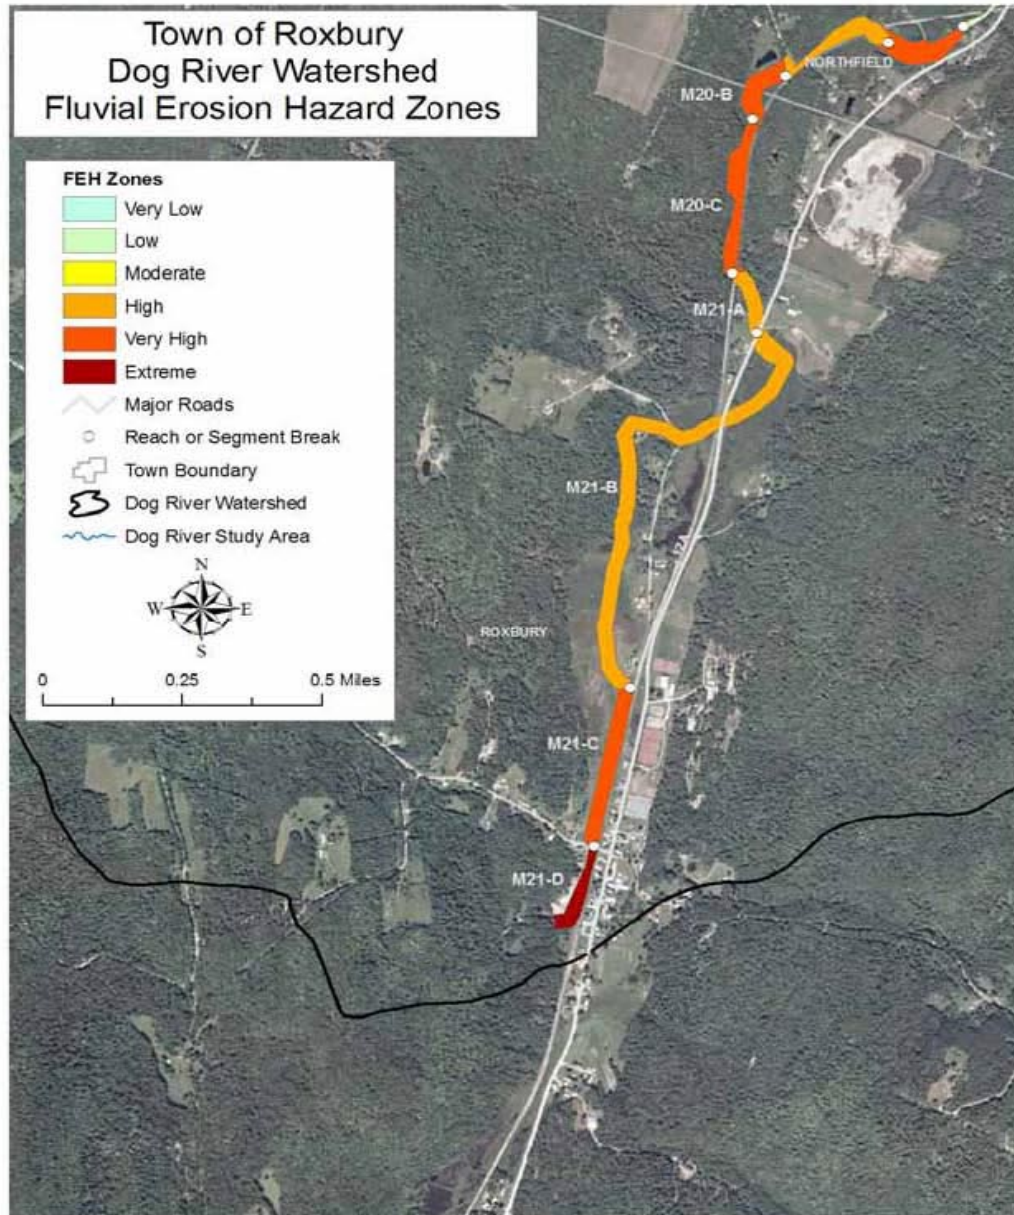 Town of Roxbury
Dog River Watershed
Fluvial Erosion Hazard Zones
FEH Zones
Very Low
Low
Moderate
High
Very High
Extreme
Major Roads
Reach or Segment Break
Town Boundary
Dog River Watershed
Dog River Study Area
N
W E
S
0 0.25 0.5 Miles
NORTHFIELD
M20-B
M20-C
M21-A
M21-B
12A
ROXBURY
M21-C
M21-D